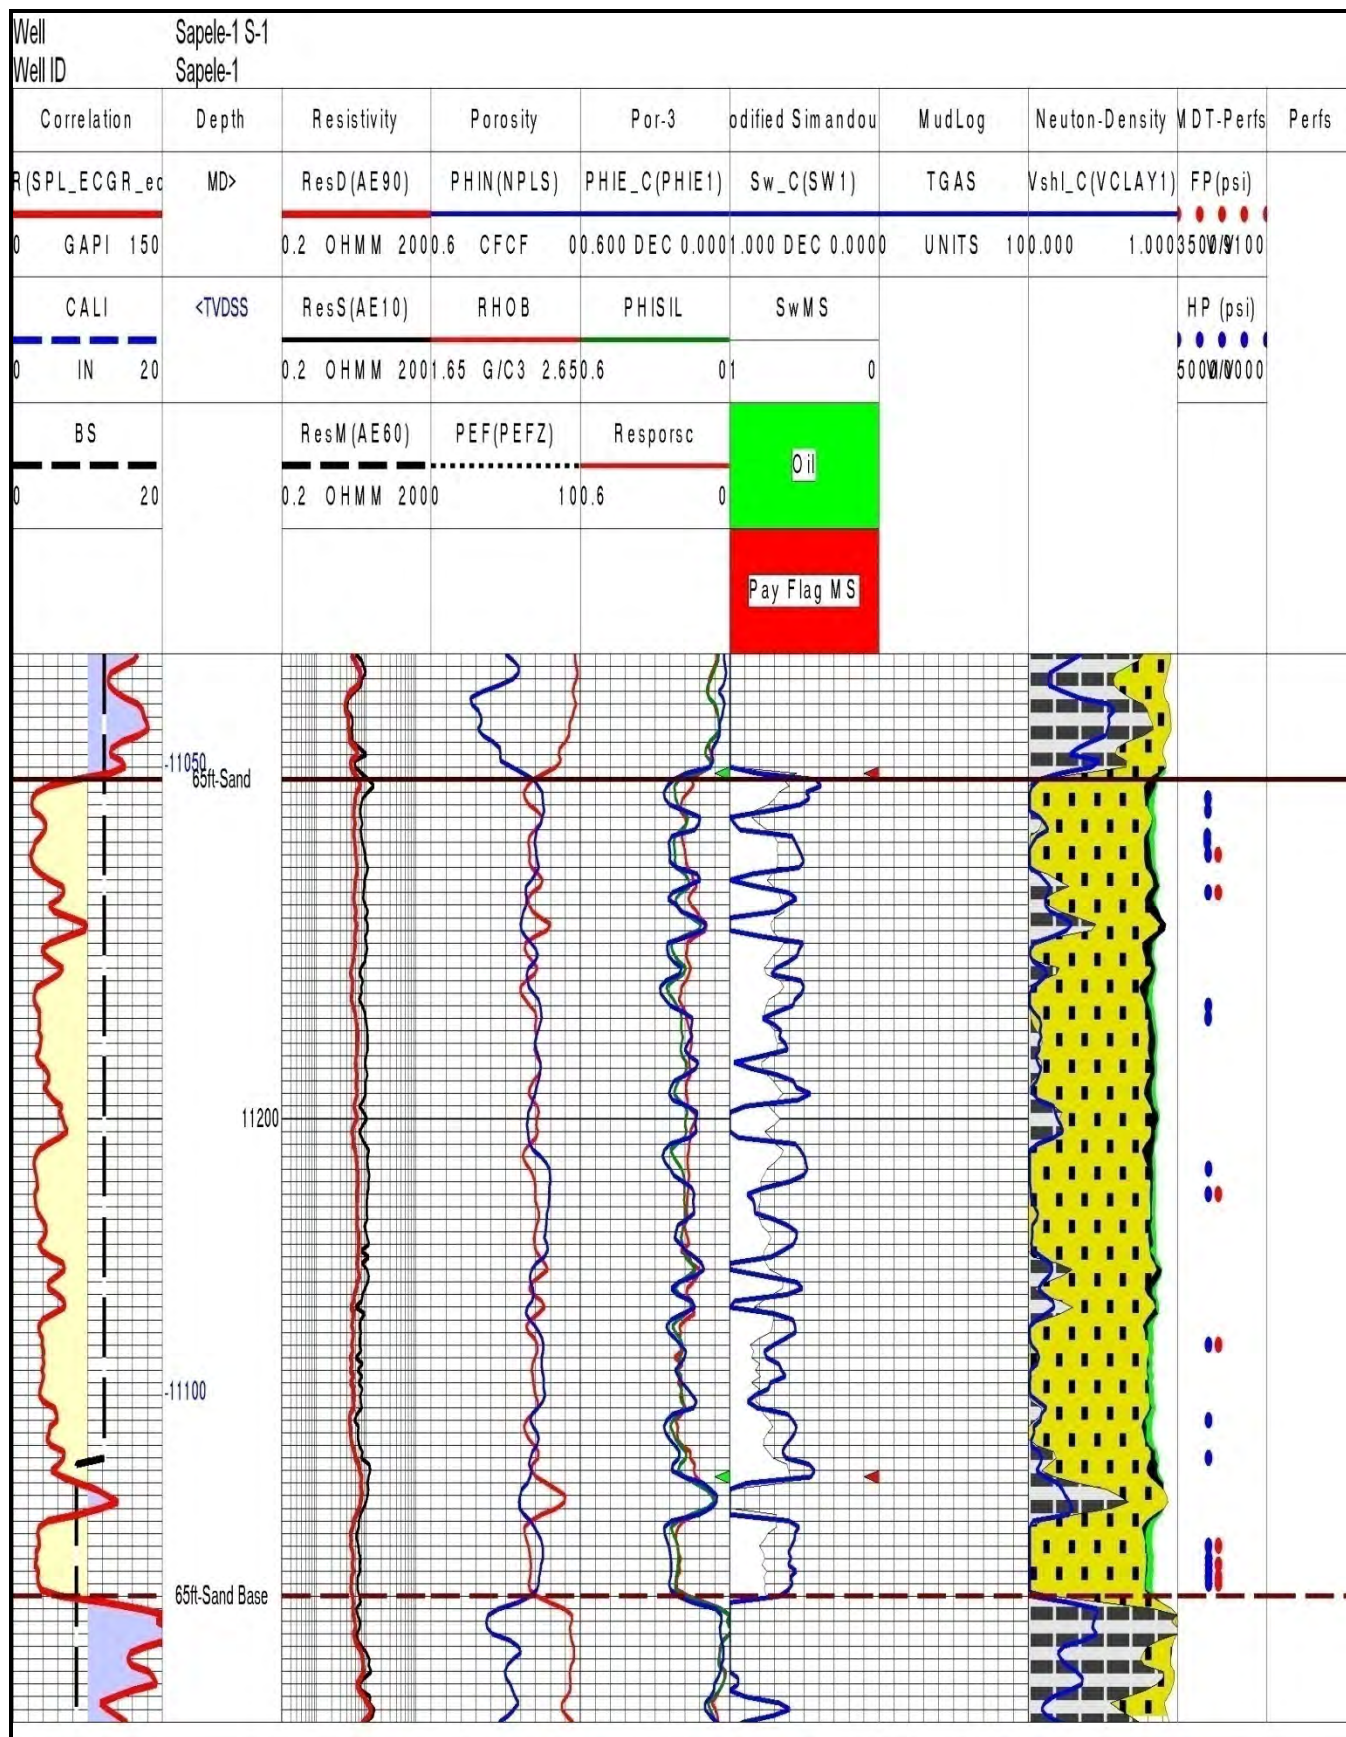 Well Sapele-1 S-1
Well ID Sapele-1
Correlation Depth Resistivity Porosity Por-3 odified Simandou MudLog Neuton-Density MDT-Perfs Perfs
R(SPL_ECGR_ed MD> ResD(AE90) PHIN(NPLS) PHIE_C(PHIE1) Sw_C(SW1) TGAS Vshl_C(VCLAY1) FP(psi)
0 GAPI 150 0.2 OHMM 200 0.6 CFCF 0 0.600 DEC 0.000 1.000 DEC 0.000 0 UNITS 10 0.000 1.000
CALI <TVDSS ResS(AE10) RHOB PHISIL SwMS HP (psi)
0 IN 20 0.2 OHMM 200 1.65 G/C3 2.65 0.6 0 1 0
BS ResM(AE60) PEF(PEFZ) Resporsc Oil
0 20 0.2 OHMM 200 0 10 0.6 0
Pay Flag MS
-11050
65ft-Sand
11200
-11100
65ft-Sand Base